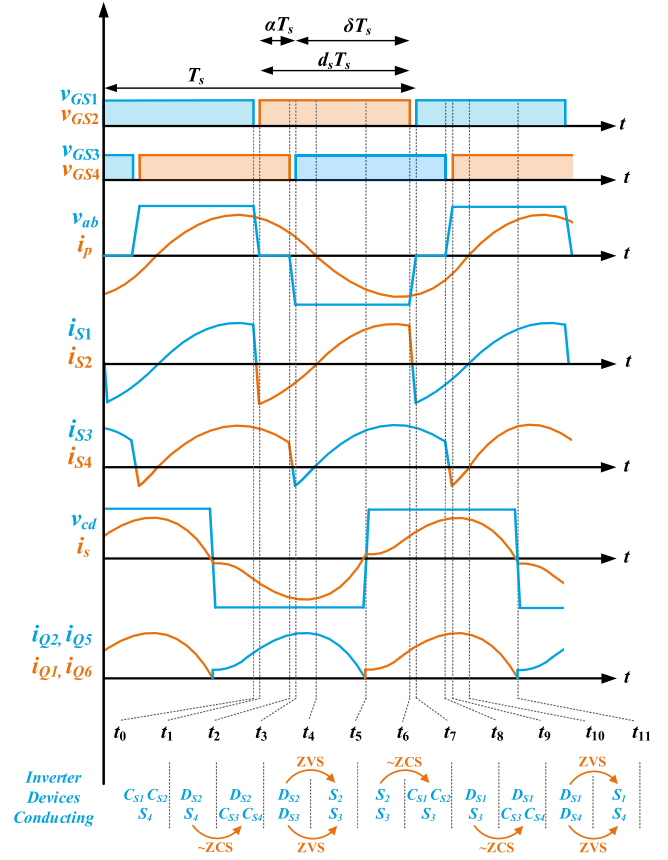 αTs δTs
Ts dsTs
vGS1
vGS2 t
vGS3
vGS4 t
vab
ip t
iS1
iS2 t
iS3
iS4 t
vcd
is t
iQ2, iQ5
iQ1, iQ6 t
t0 t1 t2 t3 t4 t5 t6 t7 t8 t9 t10 t11
ZVS ~ZCS ZVS
Inverter
Devices
Conducting
CS1 CS2 DS2 DS2 DS2 S2 S2 CS1 CS2 DS1 DS1 DS1 S1
S4 S4 CS3 CS4 DS3 S3 S3 S3 S3 CS3 CS4 DS4 S4
~ZCS ZVS ~ZCS ZVS